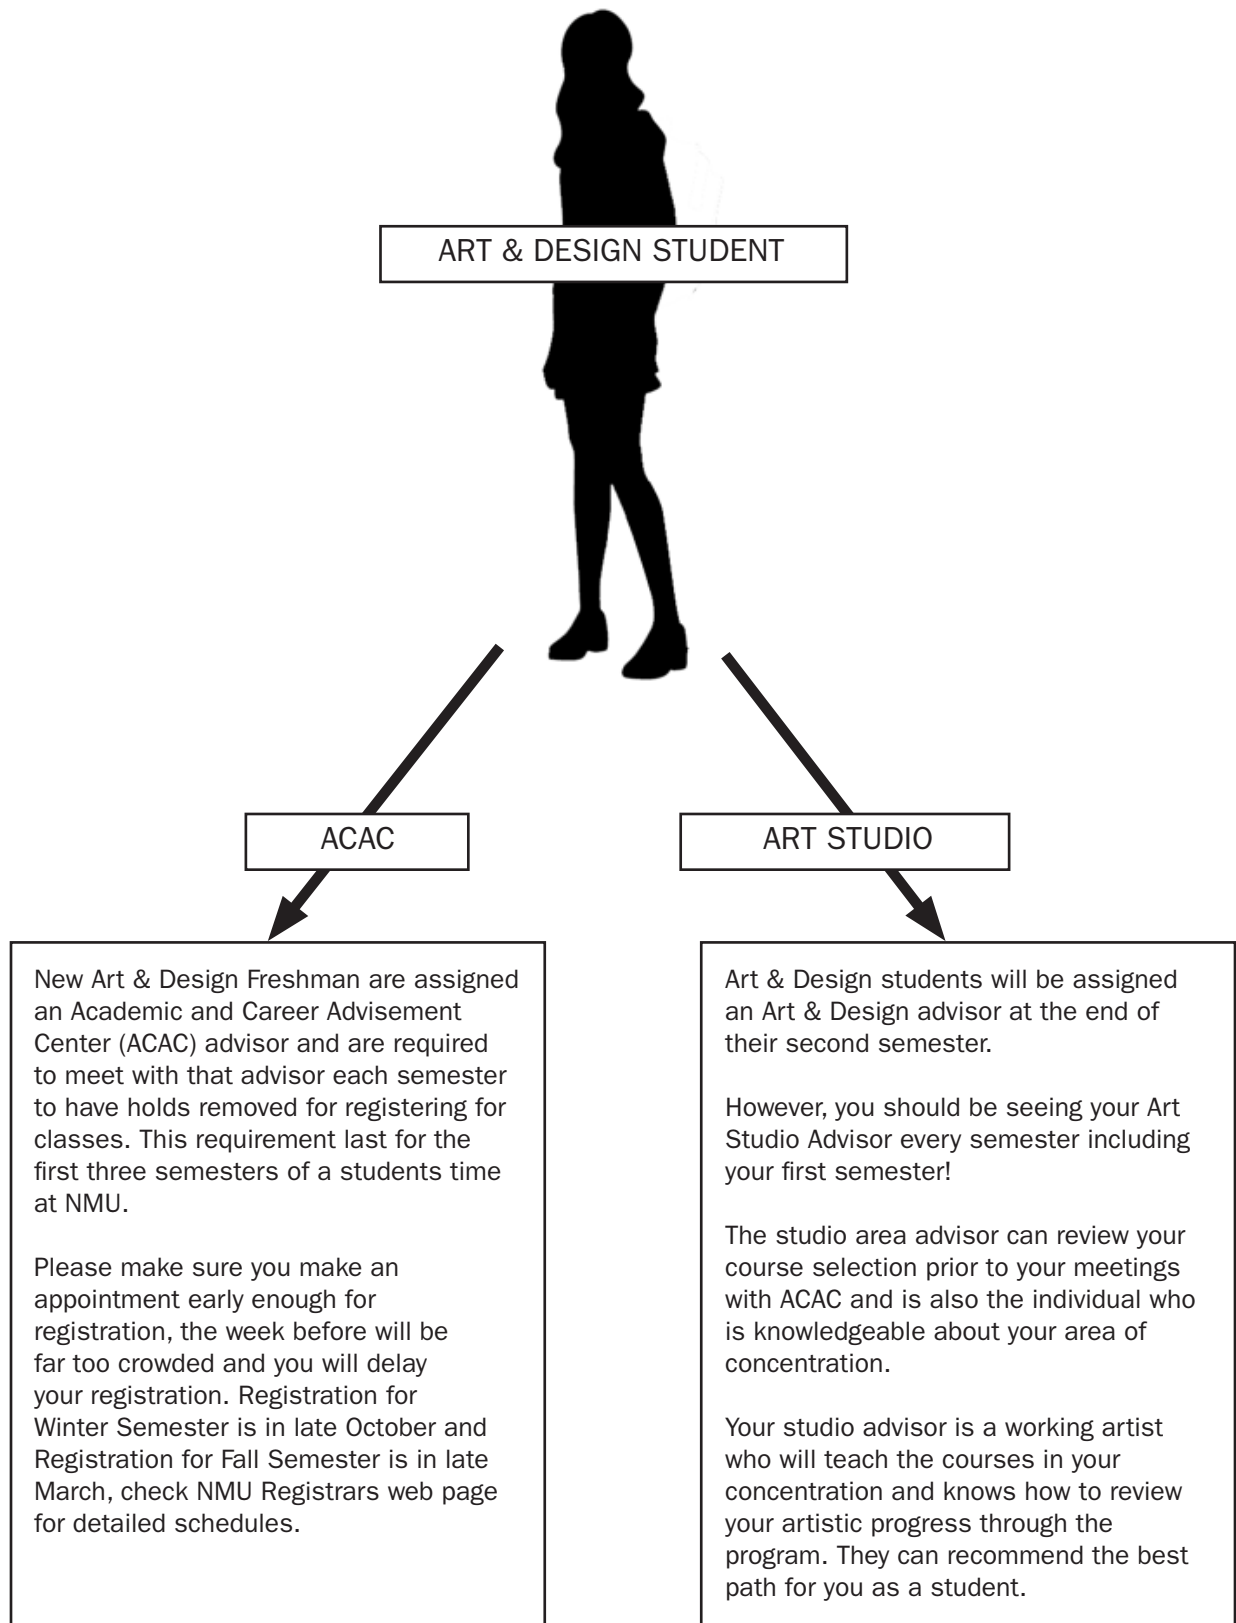 ART & DESIGN STUDENT
ACAC
ART STUDIO
New Art & Design Freshman are assigned
an Academic and Career Advisement
Center (ACAC) advisor and are required
to meet with that advisor each semester
to have holds removed for registering for
classes. This requirement last for the
first three semesters of a students time
at NMU.
Please make sure you make an
appointment early enough for
registration, the week before will be
far too crowded and you will delay
your registration. Registration for
Winter Semester is in late October and
Registration for Fall Semester is in late
March, check NMU Registrars web page
for detailed schedules.
Art & Design students will be assigned
an Art & Design advisor at the end of
their second semester.
However, you should be seeing your Art
Studio Advisor every semester including
your first semester!
The studio area advisor can review your
course selection prior to your meetings
with ACAC and is also the individual who
is knowledgeable about your area of
concentration.
Your studio advisor is a working artist
who will teach the courses in your
concentration and knows how to review
your artistic progress through the
program. They can recommend the best
path for you as a student.